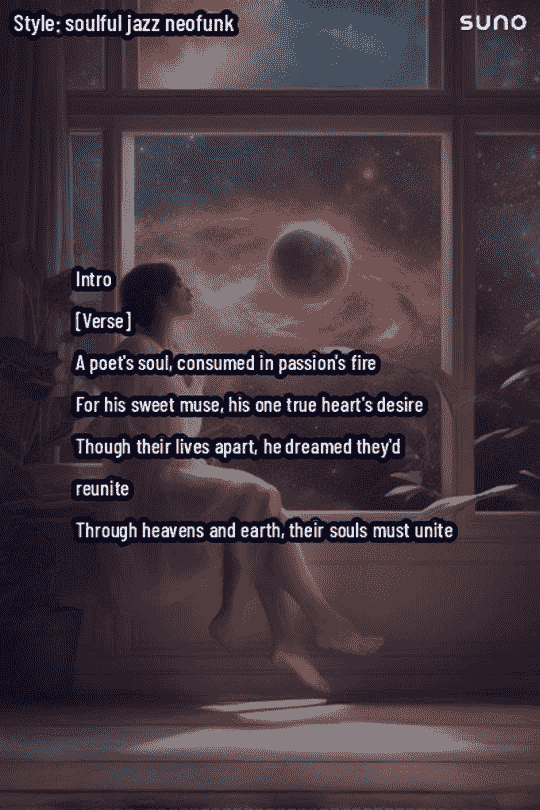 Style: soulful jazz neofunk
suno
Intro
[Verse]
A poet's soul, consumed in passion's fire
For his sweet muse, his one true heart's desire
Though their lives apart, he dreamed they'd
reunite
Through heavens and earth, their souls must unite